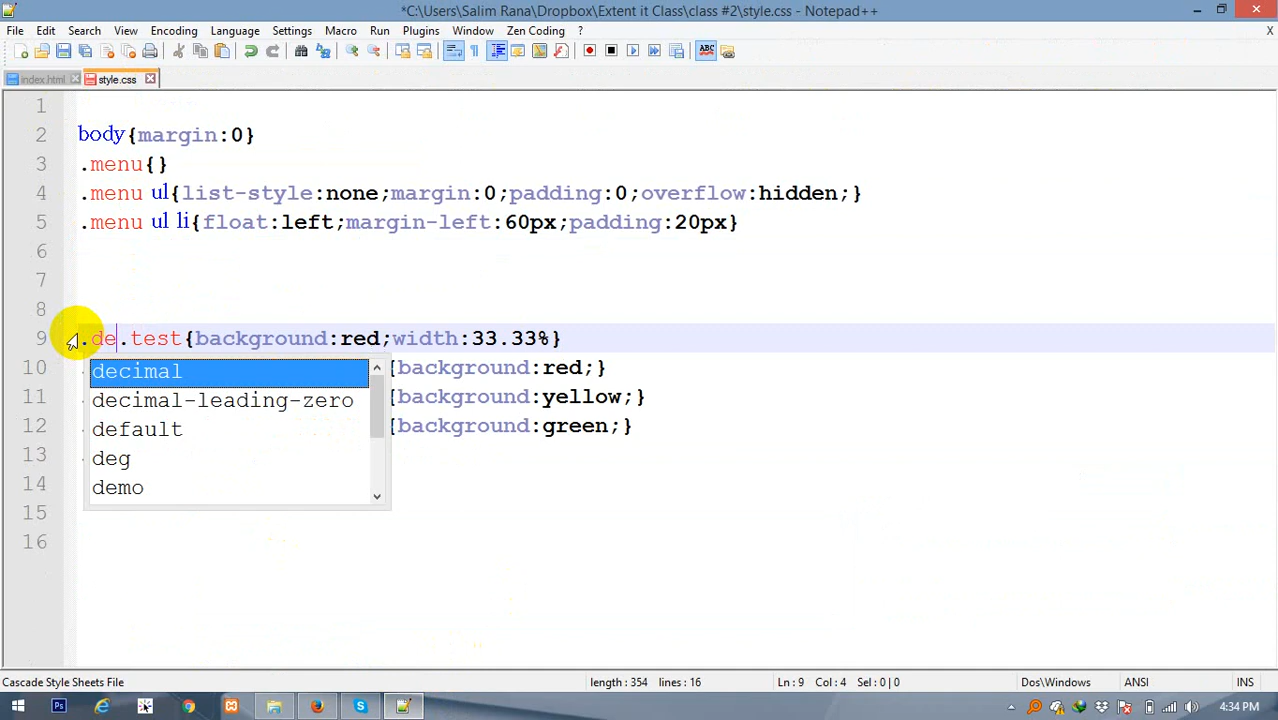 *C:\Users\Salim Rana\Dropbox\Extent it Class\class #2\style.css - Notepad++
File Edit Search View Encoding Language Settings Macro Run Plugins Window Zen Coding ? X
ABC
index.html style.css
1
2 body{margin:0}
3 .menu{}
4 .menu ul{list-style:none;margin:0;padding:0;overflow:hidden;}
5 .menu ul li{float:left;margin-left:60px;padding:20px}
6
7
8
9 .de.test{background:red;width:33.33%}
10 {background:red;}
11 {background:yellow;}
12 {background:green;}
13
14
15
16
decimal
decimal-leading-zero
default
deg
demo
Cascade Style Sheets File length : 354 lines : 16 Ln : 9 Col : 4 Sel : 0 | 0 Dos\Windows ANSI INS
Ps 4:34 PM